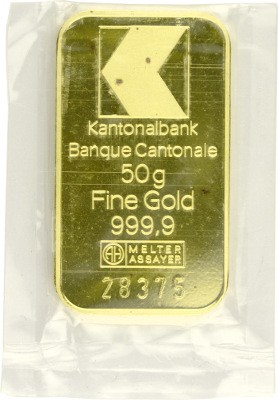 Kantonalbank
Banque Cantonale
50g
Fine Gold
999,9
MELTER
ASSAYER
28375